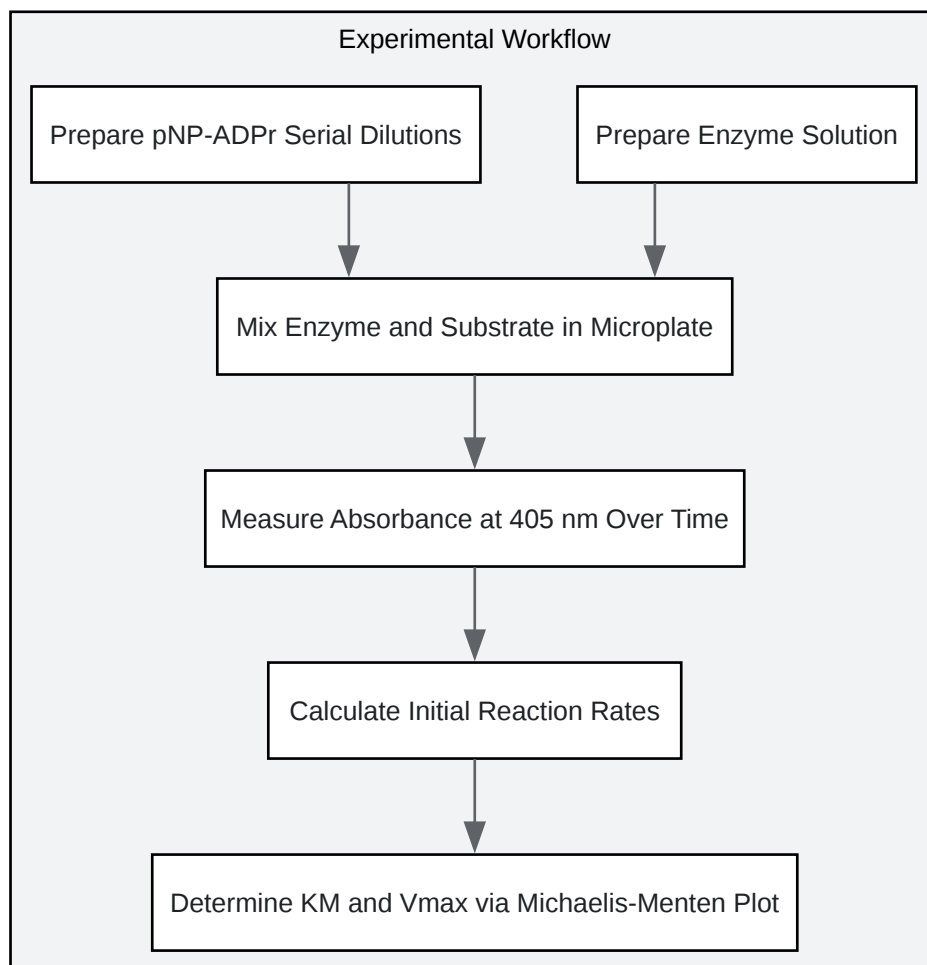 Experimental Workflow
Prepare pNP-ADPr Serial Dilutions
Prepare Enzyme Solution
Mix Enzyme and Substrate in Microplate
Measure Absorbance at 405 nm Over Time
Calculate Initial Reaction Rates
Determine KM and Vmax via Michaelis-Menten Plot